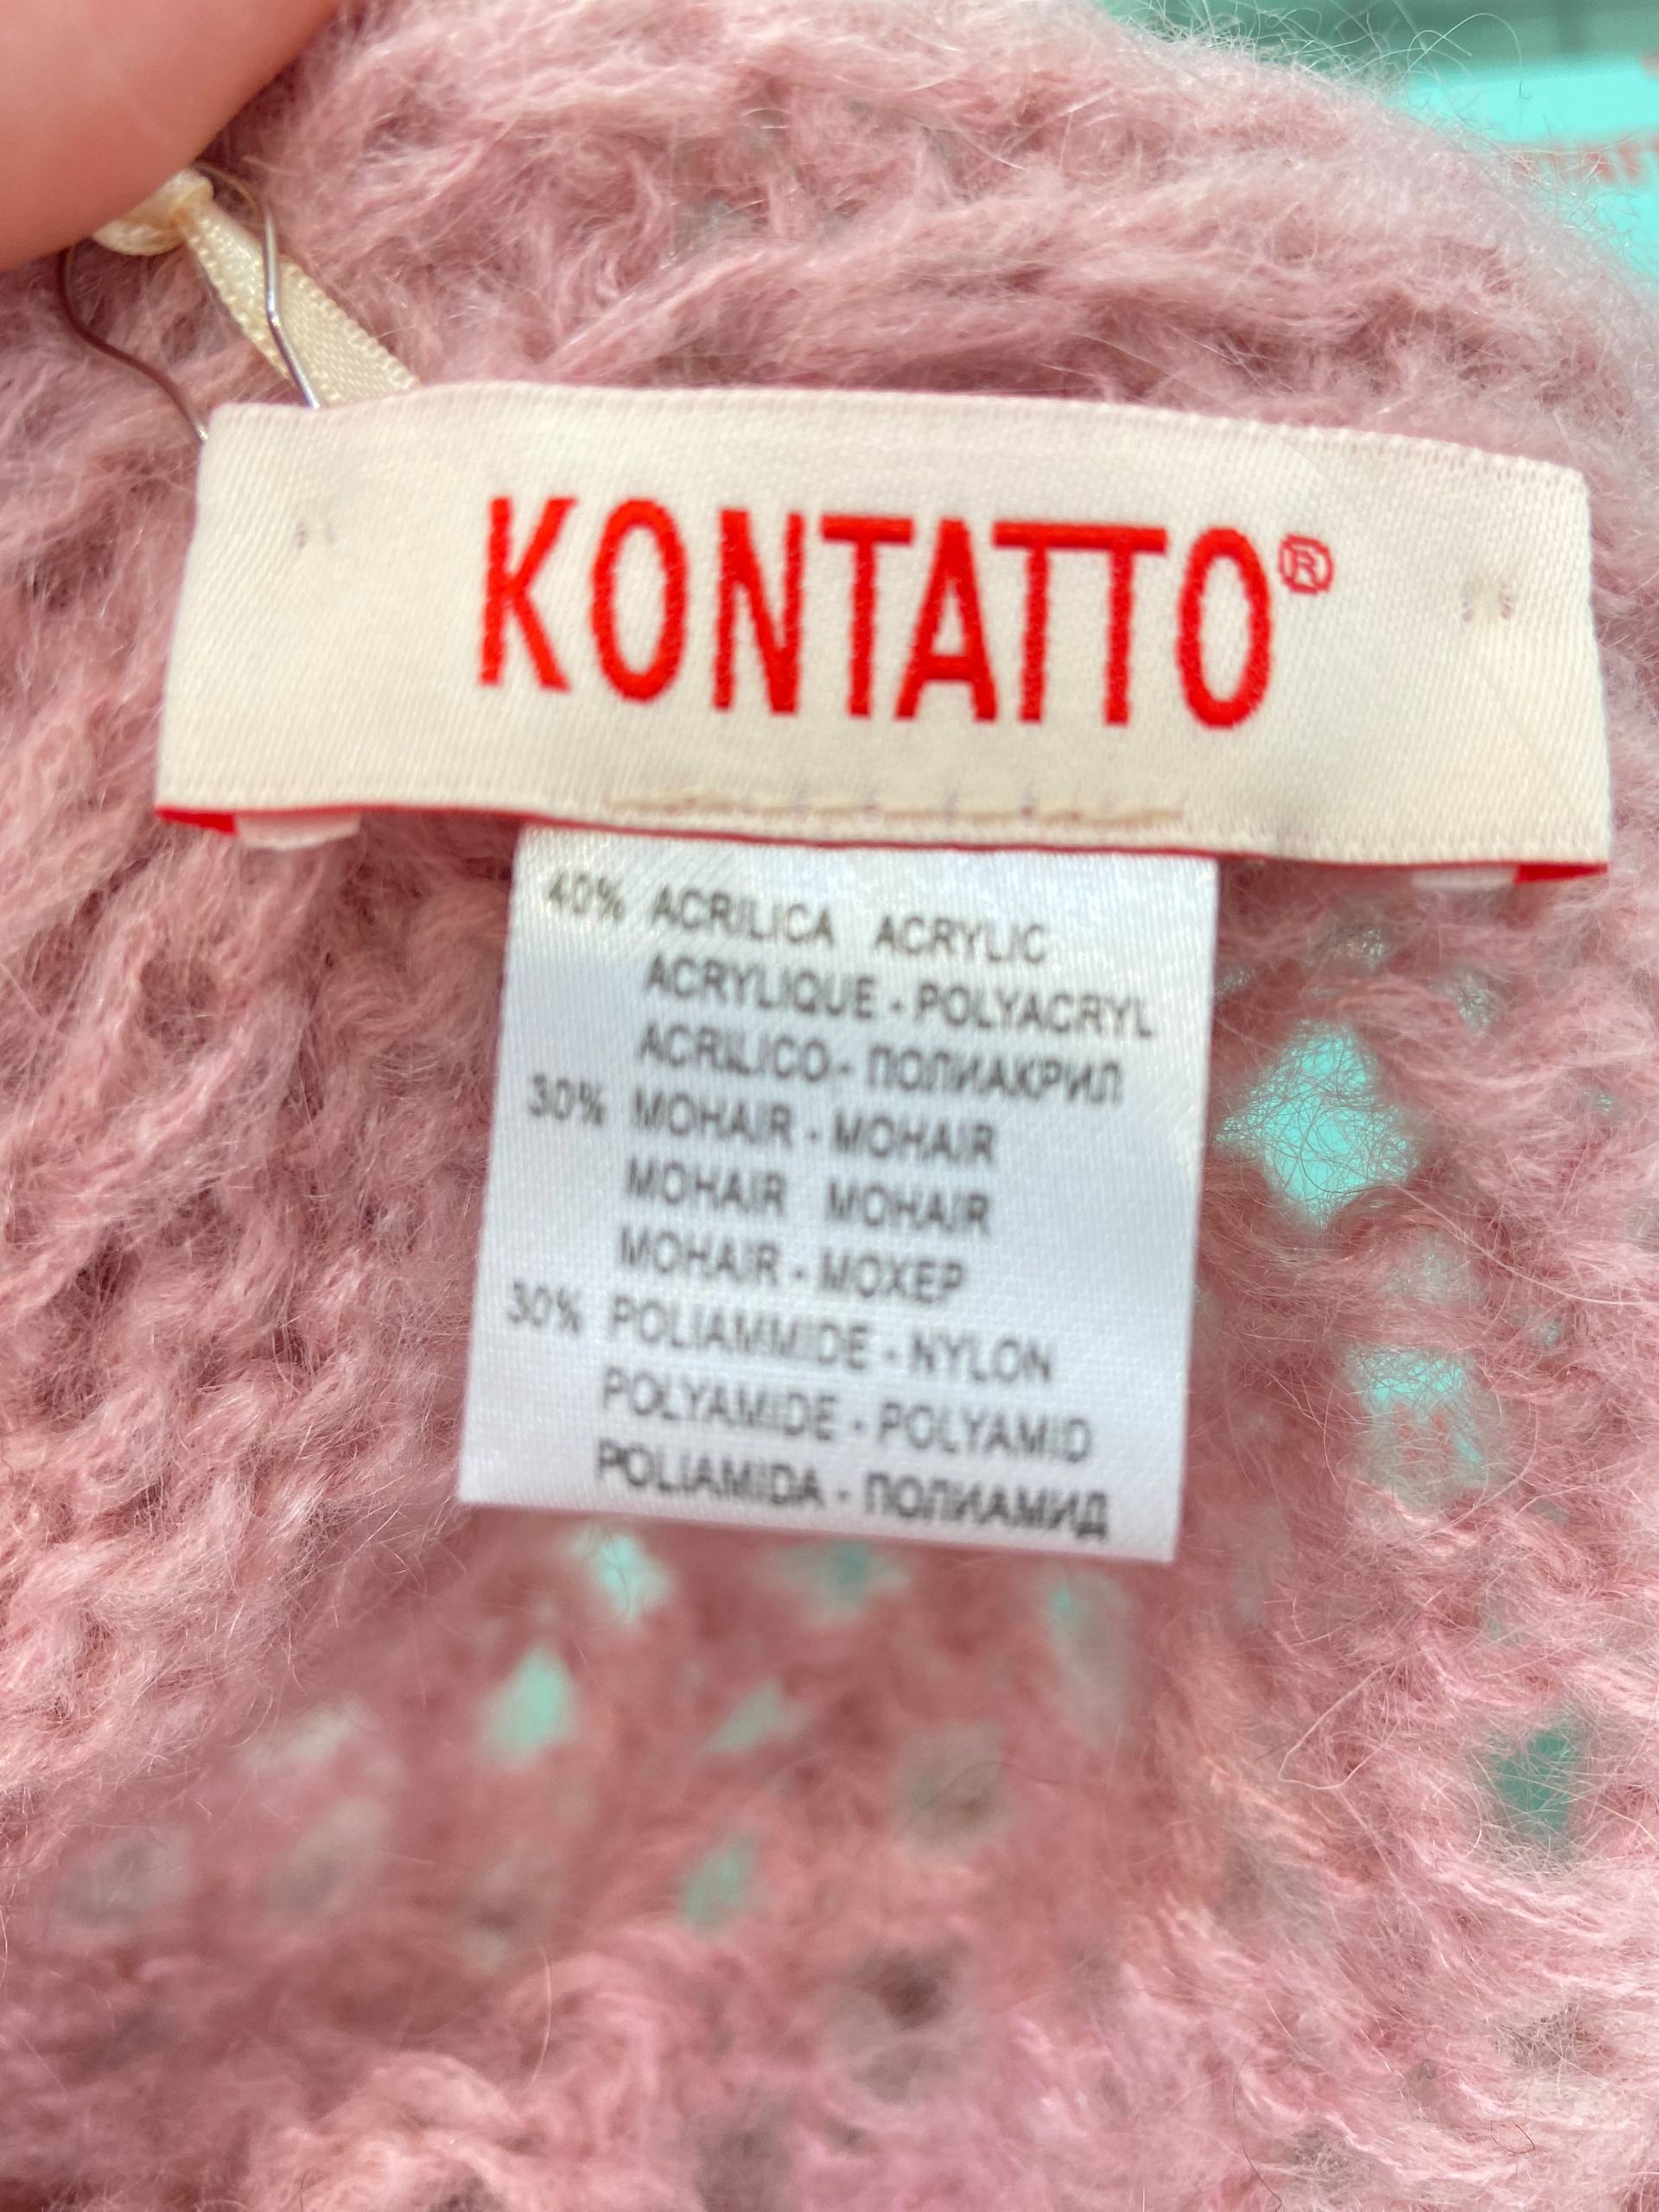 KONTATTO®
40% ACRILICA ACRYLIC
ACRYLIQUE - POLYACRYL
ACRILICO - ПОЛИАКРИЛ
30% MOHAIR - MOHAIR
MOHAIR MOHAIR
MOHAIR - МОХЕР
30% POLIAMMIDE - NYLON
POLYAMIDE - POLYAMID
POLIAMIDA - ПОЛИАМИД